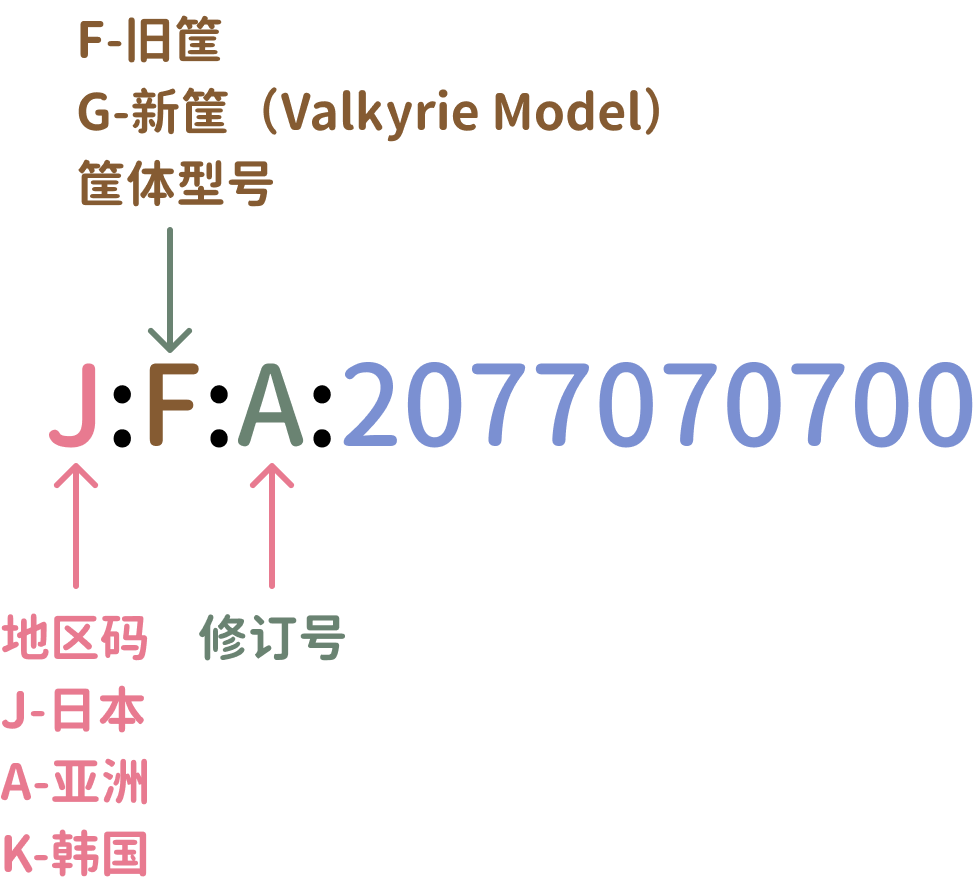 F-旧筐
G-新筐（Valkyrie Model）
筐体型号
J:F:A:2077070700
地区码
J-日本
A-亚洲
K-韩国
修订号